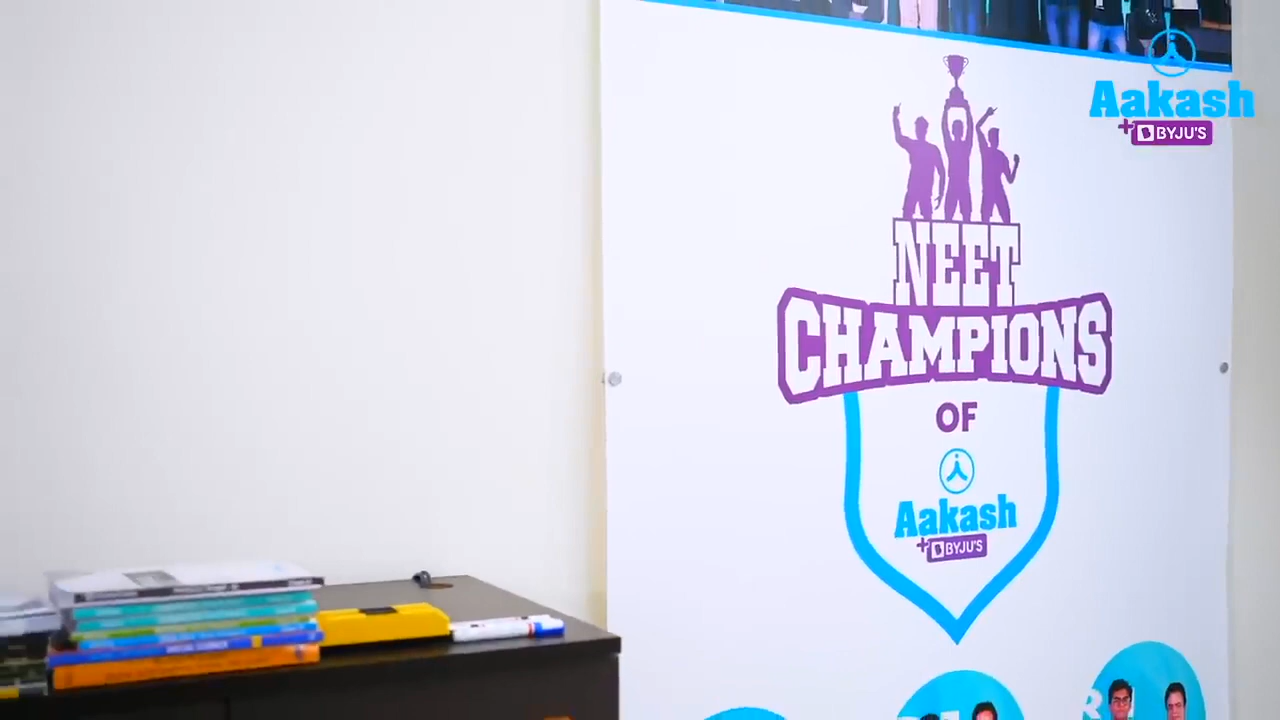 Aakash
+BYJU'S
NEET
CHAMPIONS
OF
Aakash
+BYJU'S